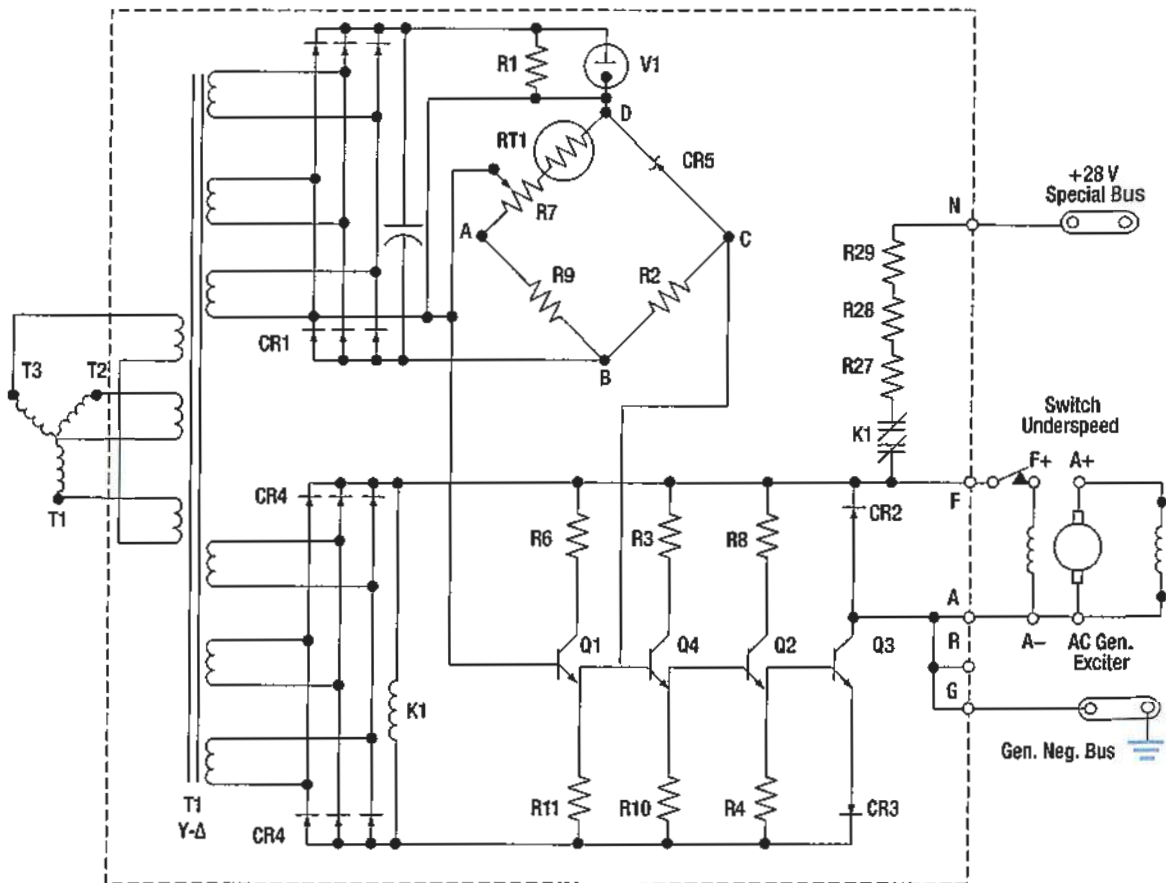 R1
V1
D
RT1
CR5
+28 V
Special Bus
N
R7
A
C
R29
R9
R2
R28
CR1
T3
T2
B
R27
K1
Switch
Underspeed
F+
A+
T1
CR4
F
CR2
R6
R3
R8
A
R
A–
AC Gen.
Exciter
Q1
Q4
Q2
Q3
G
K1
Gen. Neg. Bus
T1
Y-Δ
CR4
R11
R10
R4
CR3